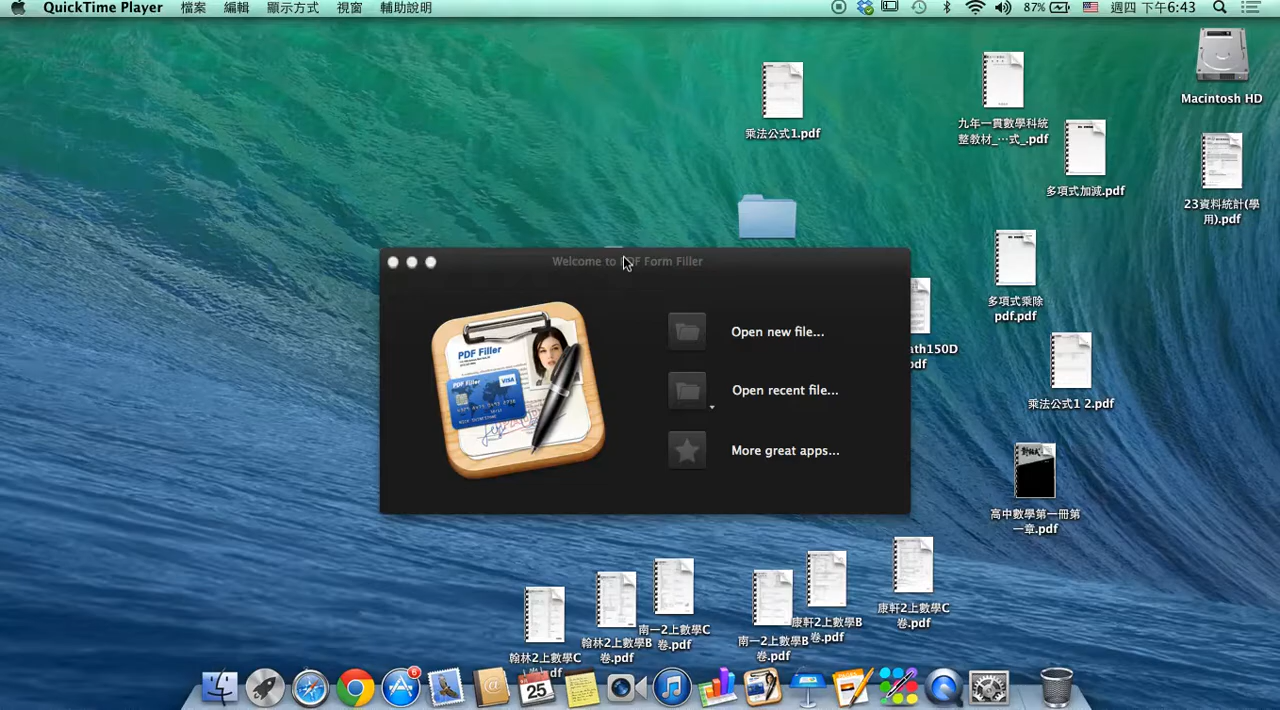 QuickTime Player 檔案 編輯 顯示方式 視窗 輔助說明 87% 週四 下午6:43
Macintosh HD
乘法公式1.pdf
九年一貫數學科統
整教材_…式_.pdf
多項式加減.pdf
23資料統計(學
用).pdf
Welcome to PDF Form Filler
多項式乘除
pdf.pdf
PDF Filler
PDF Filler
VISA
Open new file...
Open recent file...
More great apps...
ath150D
pdf
乘法公式1 2.pdf
高中數學第一冊第
一章.pdf
康軒2上數學C
卷.pdf
康軒2上數學B
卷.pdf
南一2上數學C
卷.pdf
南一2上數學B
卷.pdf
翰林2上數學B
卷.pdf
翰林2上數學C
卷.pdf
6
25